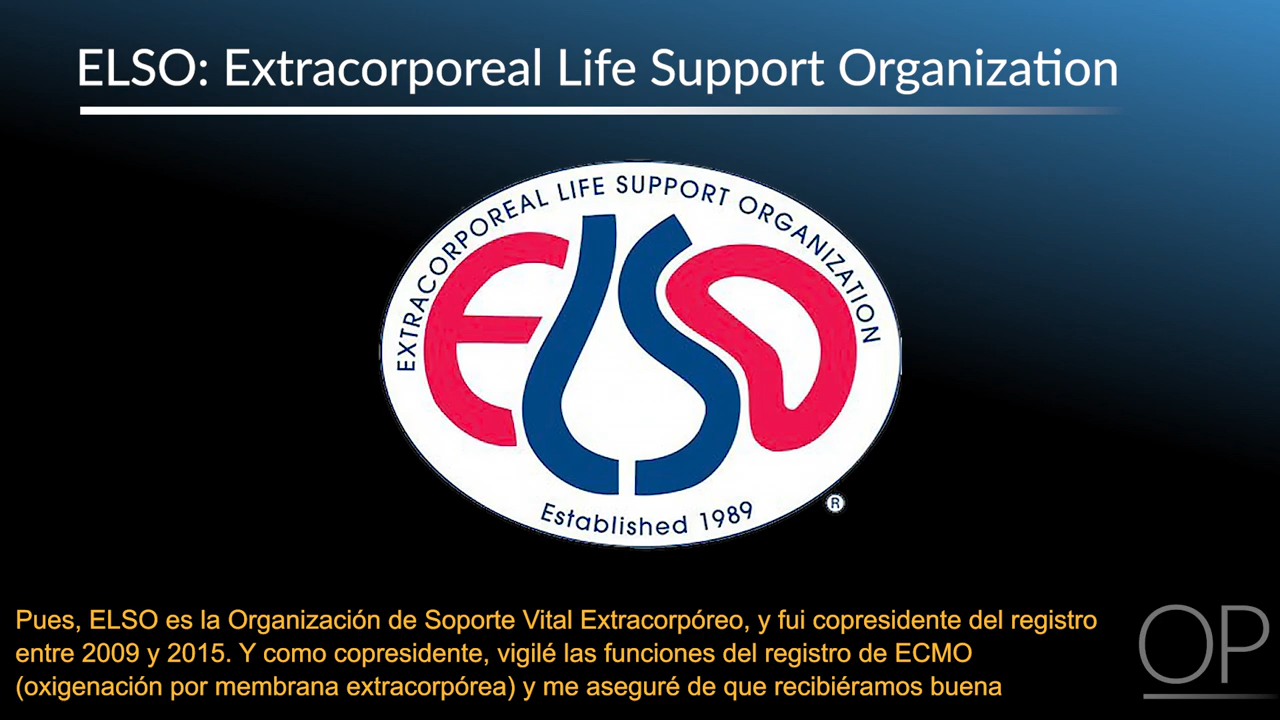 ELSO: Extracorporeal Life Support Organization
EXTRACORPOREAL LIFE SUPPORT ORGANIZATION
ELSO
Established 1989
®
Pues, ELSO es la Organización de Soporte Vital Extracorpóreo, y fui copresidente del registro
entre 2009 y 2015. Y como copresidente, vigilé las funciones del registro de ECMO
(oxigenación por membrana extracorpórea) y me aseguré de que recibiéramos buena
OP